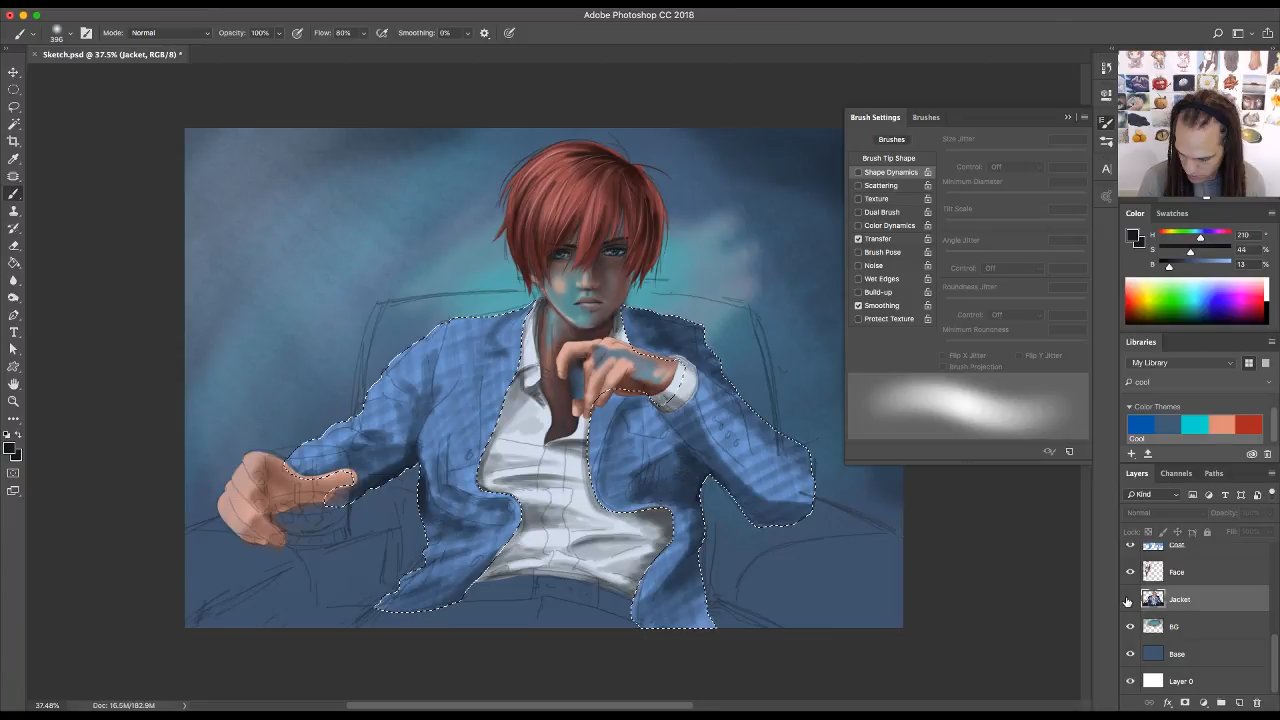 Adobe Photoshop CC 2018
396
Mode: Normal
Opacity: 100%
Flow: 80%
Smoothing: 0%
Sketch.psd @ 37.5% (Jacket, RGB/8) *
Brush Settings
Brushes
Brushes
Brush Tip Shape
Shape Dynamics
Scattering
Texture
Dual Brush
Color Dynamics
Transfer
Brush Pose
Noise
Wet Edges
Build-up
Smoothing
Protect Texture
Size Jitter
Control: Off
Minimum Diameter
Tilt Scale
Angle Jitter
Control: Off
Roundness Jitter
Control: Off
Minimum Roundness
Flip X Jitter
Flip Y Jitter
Brush Projection
Color
Swatches
H
210
°
S
44
%
B
13
%
Libraries
My Library
cool
Color Themes
Cool
Layers
Channels
Paths
Kind
Normal
Opacity: 100%
Lock:
Fill: 100%
Coat
Face
Jacket
BG
Base
Layer 0
37.48%
Doc: 16.5M/182.9M